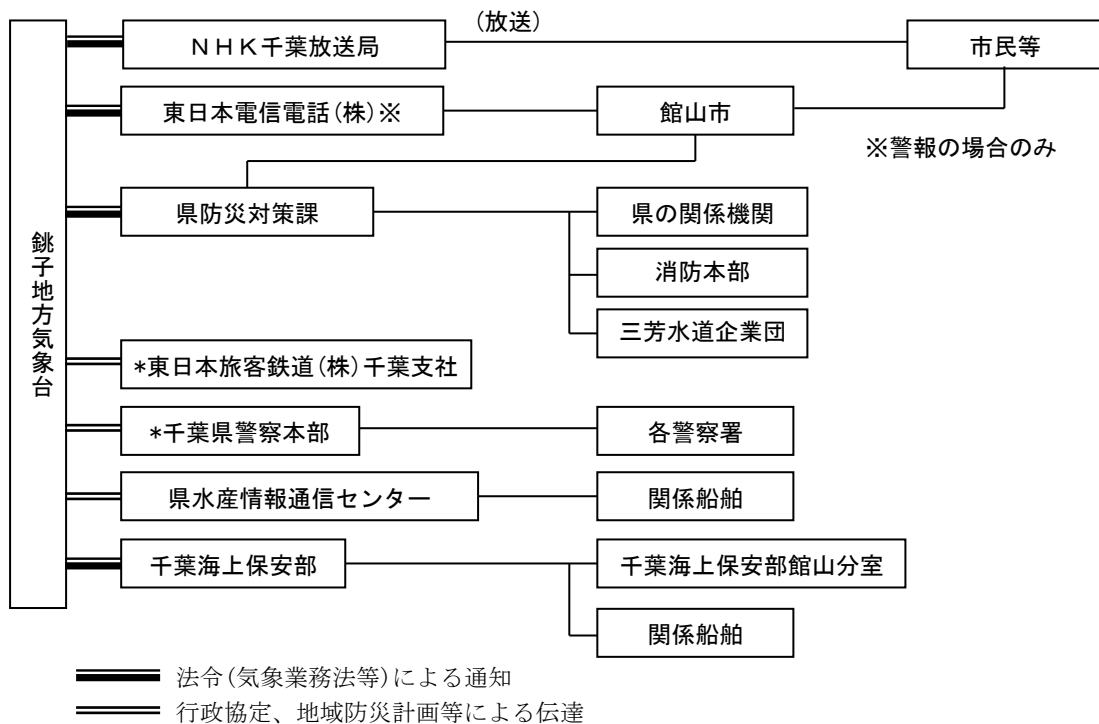 (放送)
ＮＨＫ千葉放送局
市民等
東日本電信電話(株)※
館山市
※警報の場合のみ
県防災対策課
県の関係機関
消防本部
三芳水道企業団
銚子地方気象台
*東日本旅客鉄道(株)千葉支社
*千葉県警察本部
各警察署
県水産情報通信センター
関係船舶
千葉海上保安部
千葉海上保安部館山分室
関係船舶
法令(気象業務法等)による通知
行政協定、地域防災計画等による伝達